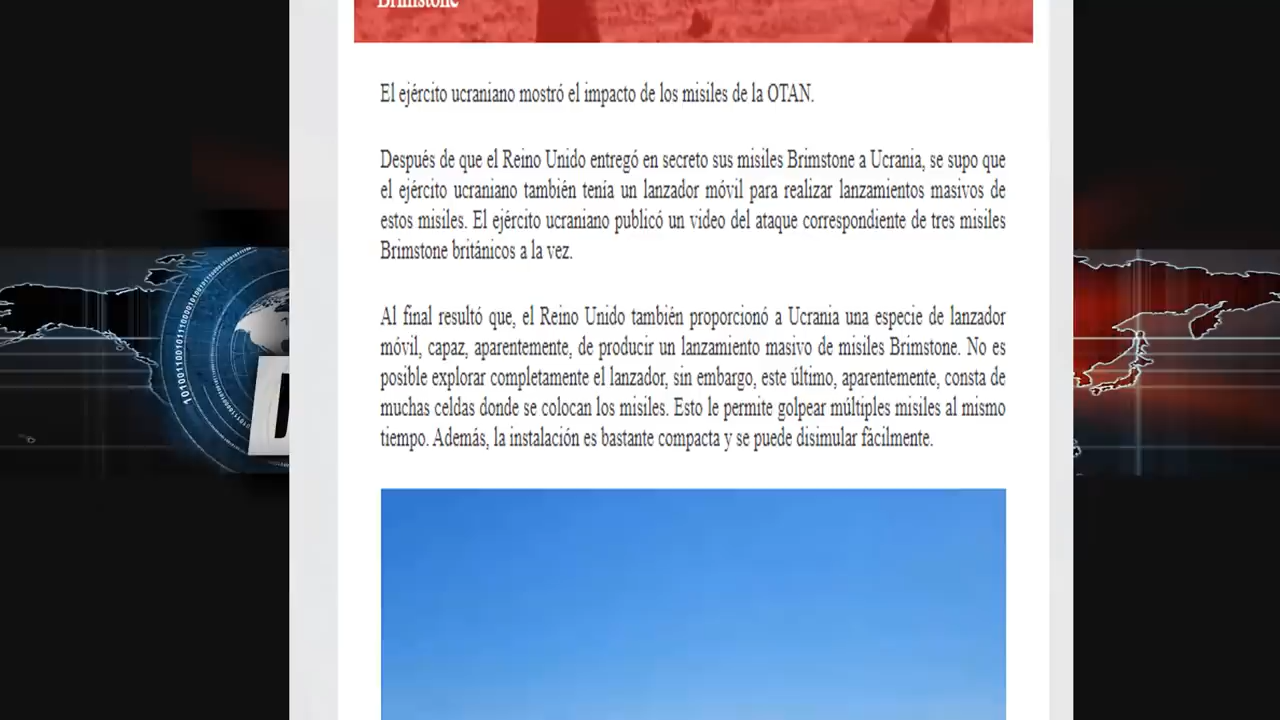 Brimstone
El ejército ucraniano mostró el impacto de los misiles de la OTAN.
Después de que el Reino Unido entregó en secreto sus misiles Brimstone a Ucrania, se supo que
el ejército ucraniano también tenía un lanzador móvil para realizar lanzamientos masivos de
estos misiles. El ejército ucraniano publicó un video del ataque correspondiente de tres misiles
Brimstone británicos a la vez.
Al final resultó que, el Reino Unido también proporcionó a Ucrania una especie de lanzador
móvil, capaz, aparentemente, de producir un lanzamiento masivo de misiles Brimstone. No es
posible explorar completamente el lanzador, sin embargo, este último, aparentemente, consta de
muchas celdas donde se colocan los misiles. Esto le permite golpear múltiples misiles al mismo
tiempo. Además, la instalación es bastante compacta y se puede disimular fácilmente.